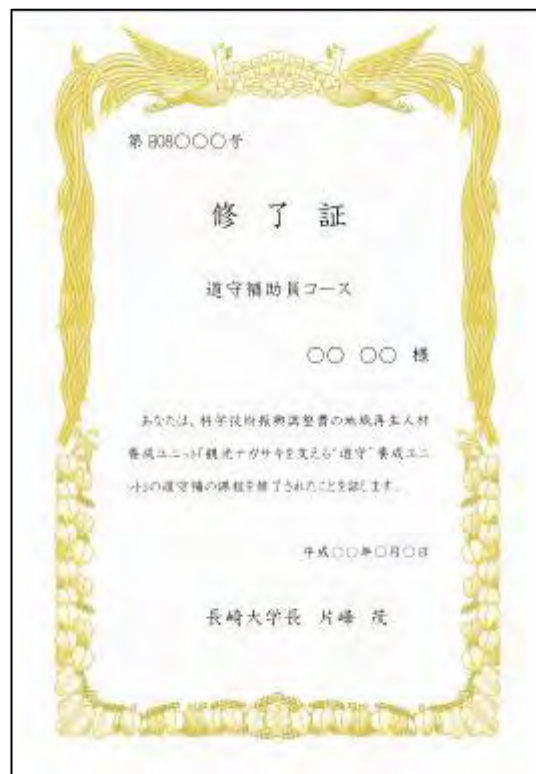 第H08〇〇〇号
修 了 証
道守補助員コース
〇〇 〇〇 様
あなたは、科学技術振興調整費の地域再生人材
養成ユニット「観光ナガサキを支える“道守”養成ユニ
ット」の道守補の課程を修了されたことを証します。
平成〇〇年〇月〇日
長崎大学長 片峰 茂